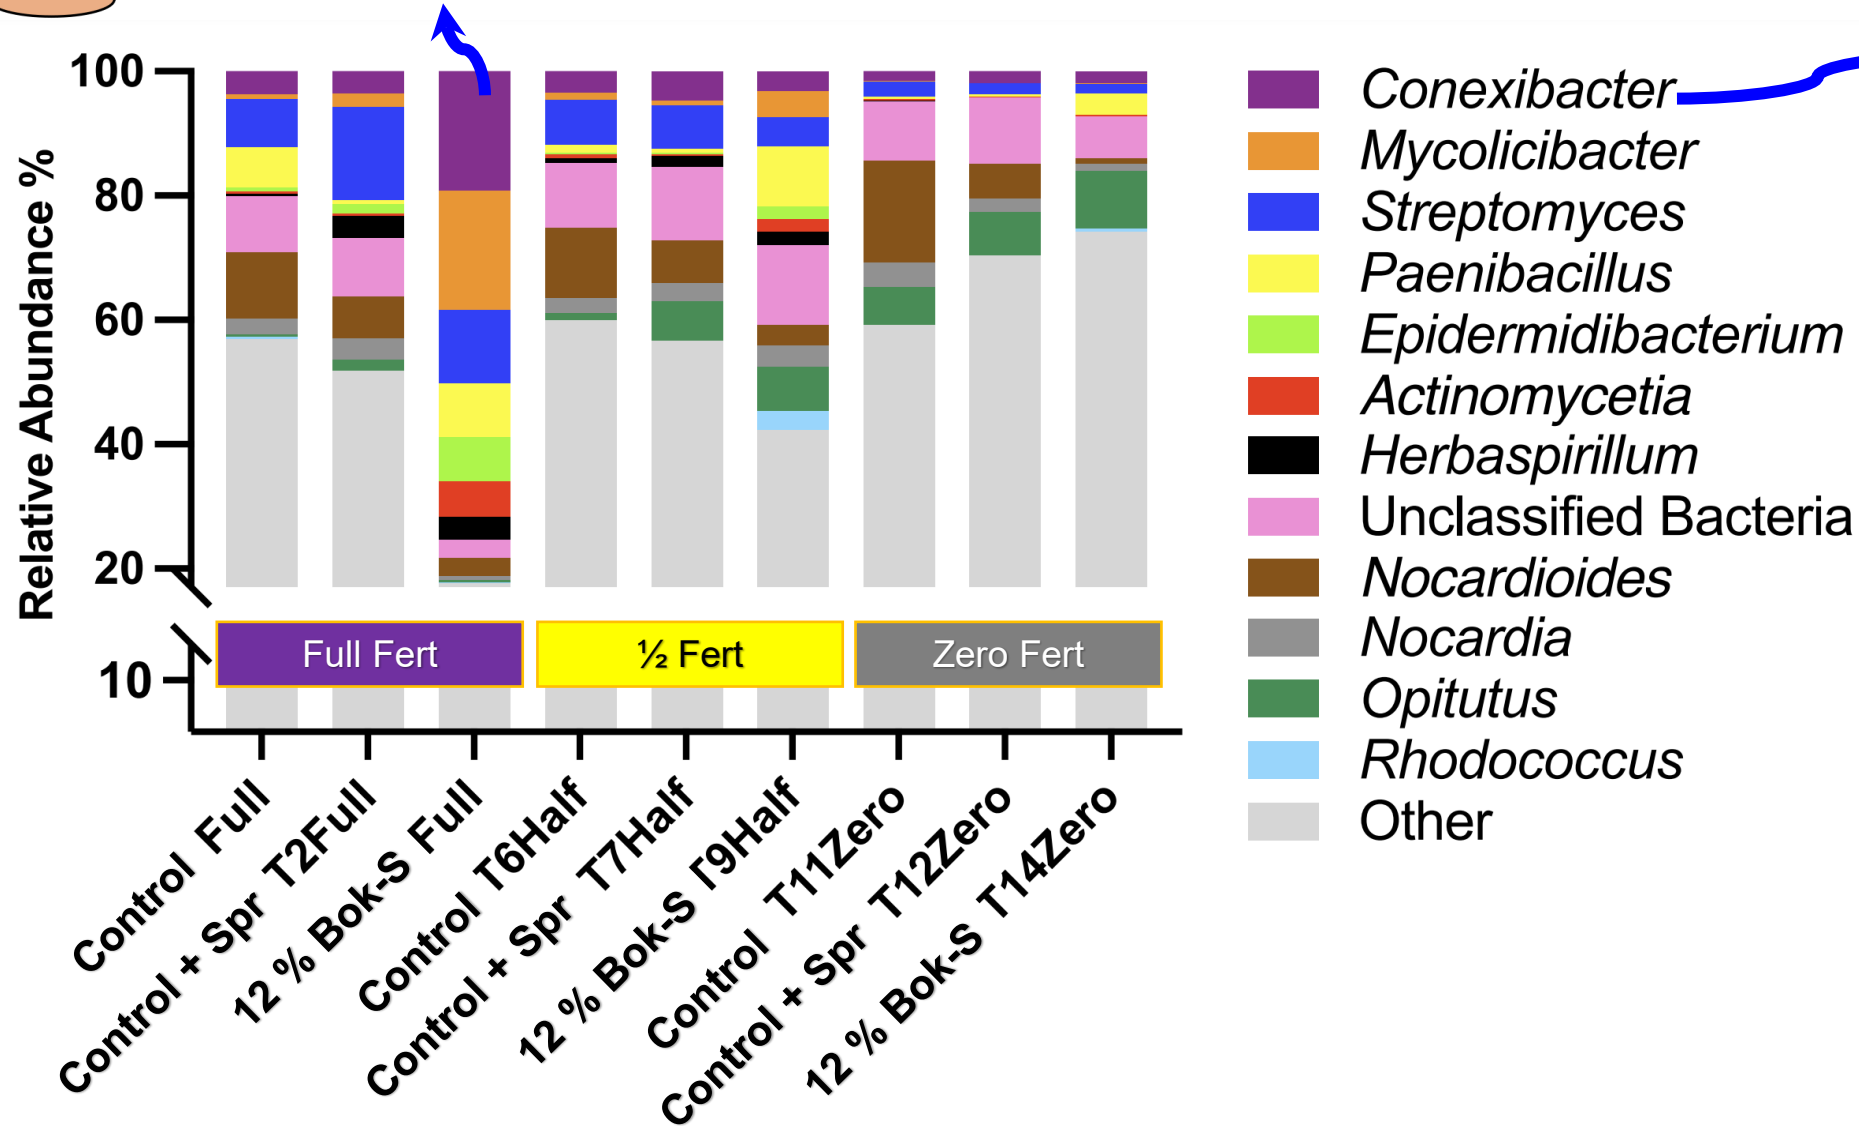 Relative Abundance %
100
80
60
40
20
10
Full Fert
½ Fert
Zero Fert
Control Full
Control + Spr T2Full
12 % Bok-S Full
Control T6Half
Control + Spr T7Half
12 % Bok-S T9Half
Control T11Zero
Control + Spr T12Zero
12 % Bok-S T14Zero
Conexibacter
Mycolicibacter
Streptomyces
Paenibacillus
Epidermidibacterium
Actinomycetia
Herbaspirillum
Unclassified Bacteria
Nocardioides
Nocardia
Opitutus
Rhodococcus
Other